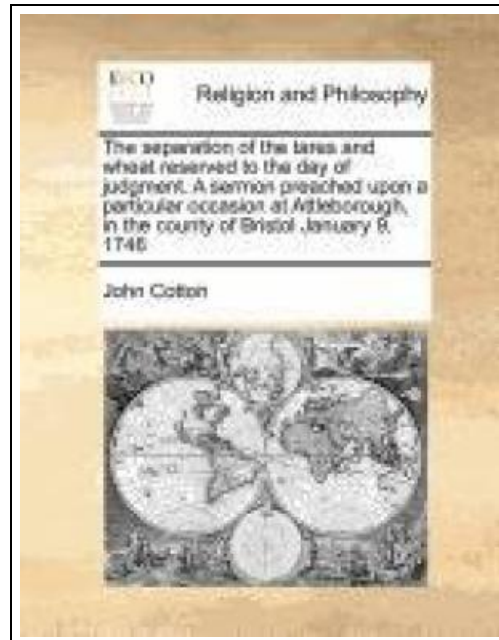 ECCO
Religion and Philosophy
The separation of the tares and
wheat reserved to the day of
judgment. A sermon preached upon a
particular occasion at Attleborough,
in the county of Bristol January 9.
1746
John Cotton